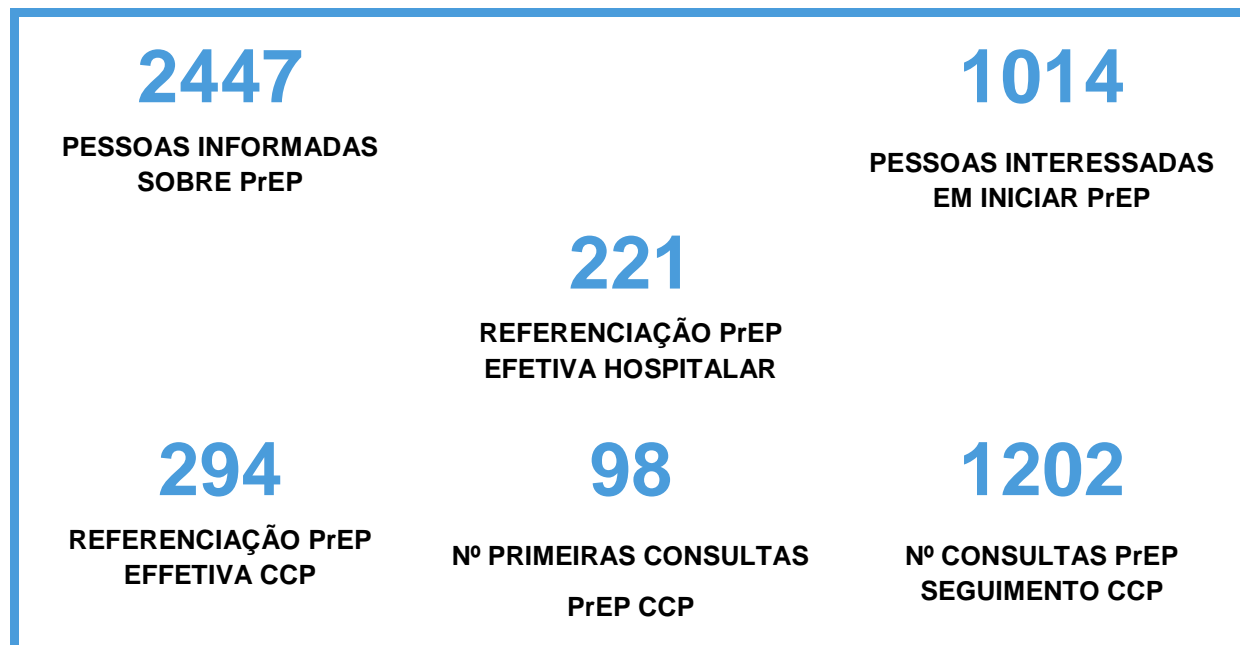 2447
PESSOAS INFORMADAS
SOBRE PrEP
1014
PESSOAS INTERESSADAS
EM INICIAR PrEP
221
REFERENCIAÇÃO PrEP
EFETIVA HOSPITALAR
294
REFERENCIAÇÃO PrEP
EFFETIVA CCP
98
Nº PRIMEIRAS CONSULTAS
PrEP CCP
1202
Nº CONSULTAS PrEP
SEGUIMENTO CCP